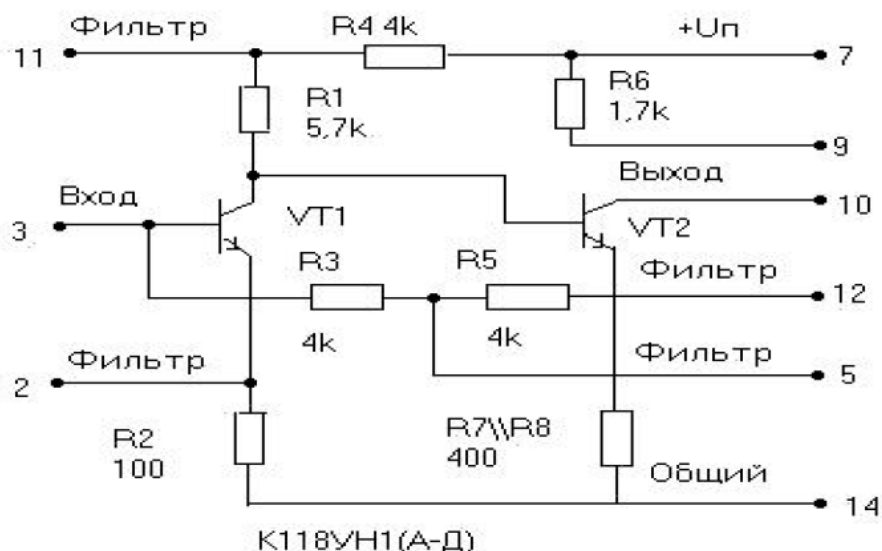 Фильтр
R4 4k
+Uп
11
7
R1
5,7k
R6
1,7k
9
Вход
Выход
3
VT1
VT2
10
R3
R5
Фильтр
12
4k
4k
Фильтр
Фильтр
2
5
R2
100
R7\\R8
400
Общий
14
К118УН1(А-Д)